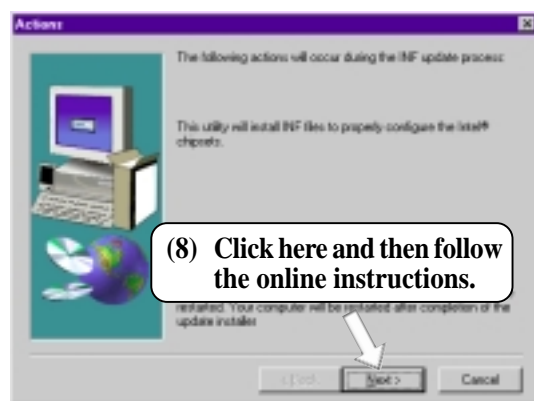 Actions
The following actions will occur during the INF update process:
This utility will install INF files to properly configure the Intel®
chipsets.
(8) Click here and then follow
the online instructions.
restarted. Your computer will be restarted after completion of the
update installer
< Back
Next >
Cancel